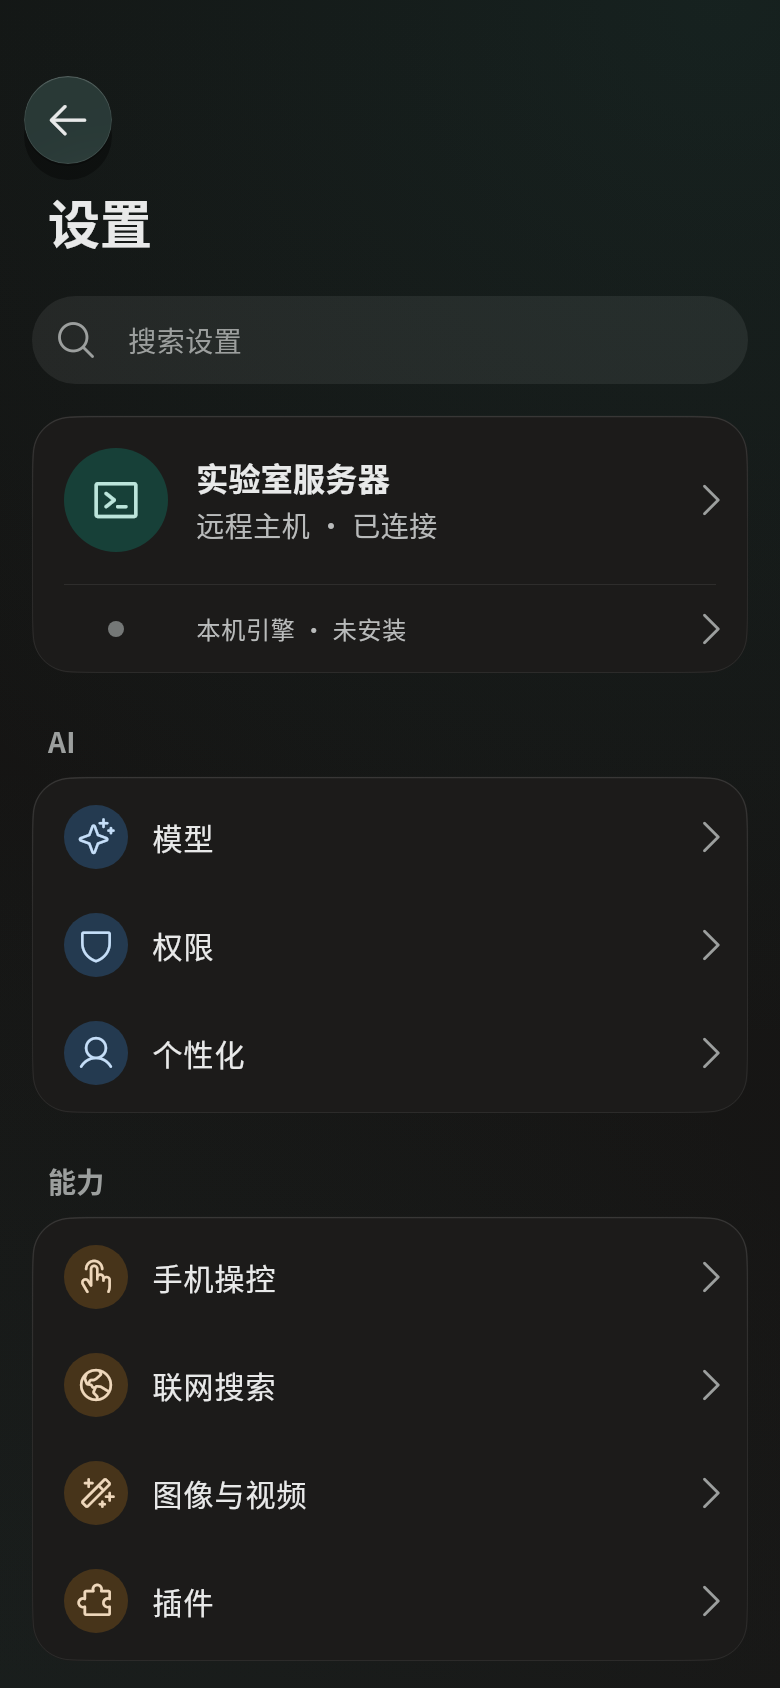 设置
搜索设置
实验室服务器
远程主机 · 已连接
本机引擎 · 未安装
AI
模型
权限
个性化
能力
手机操控
联网搜索
图像与视频
插件